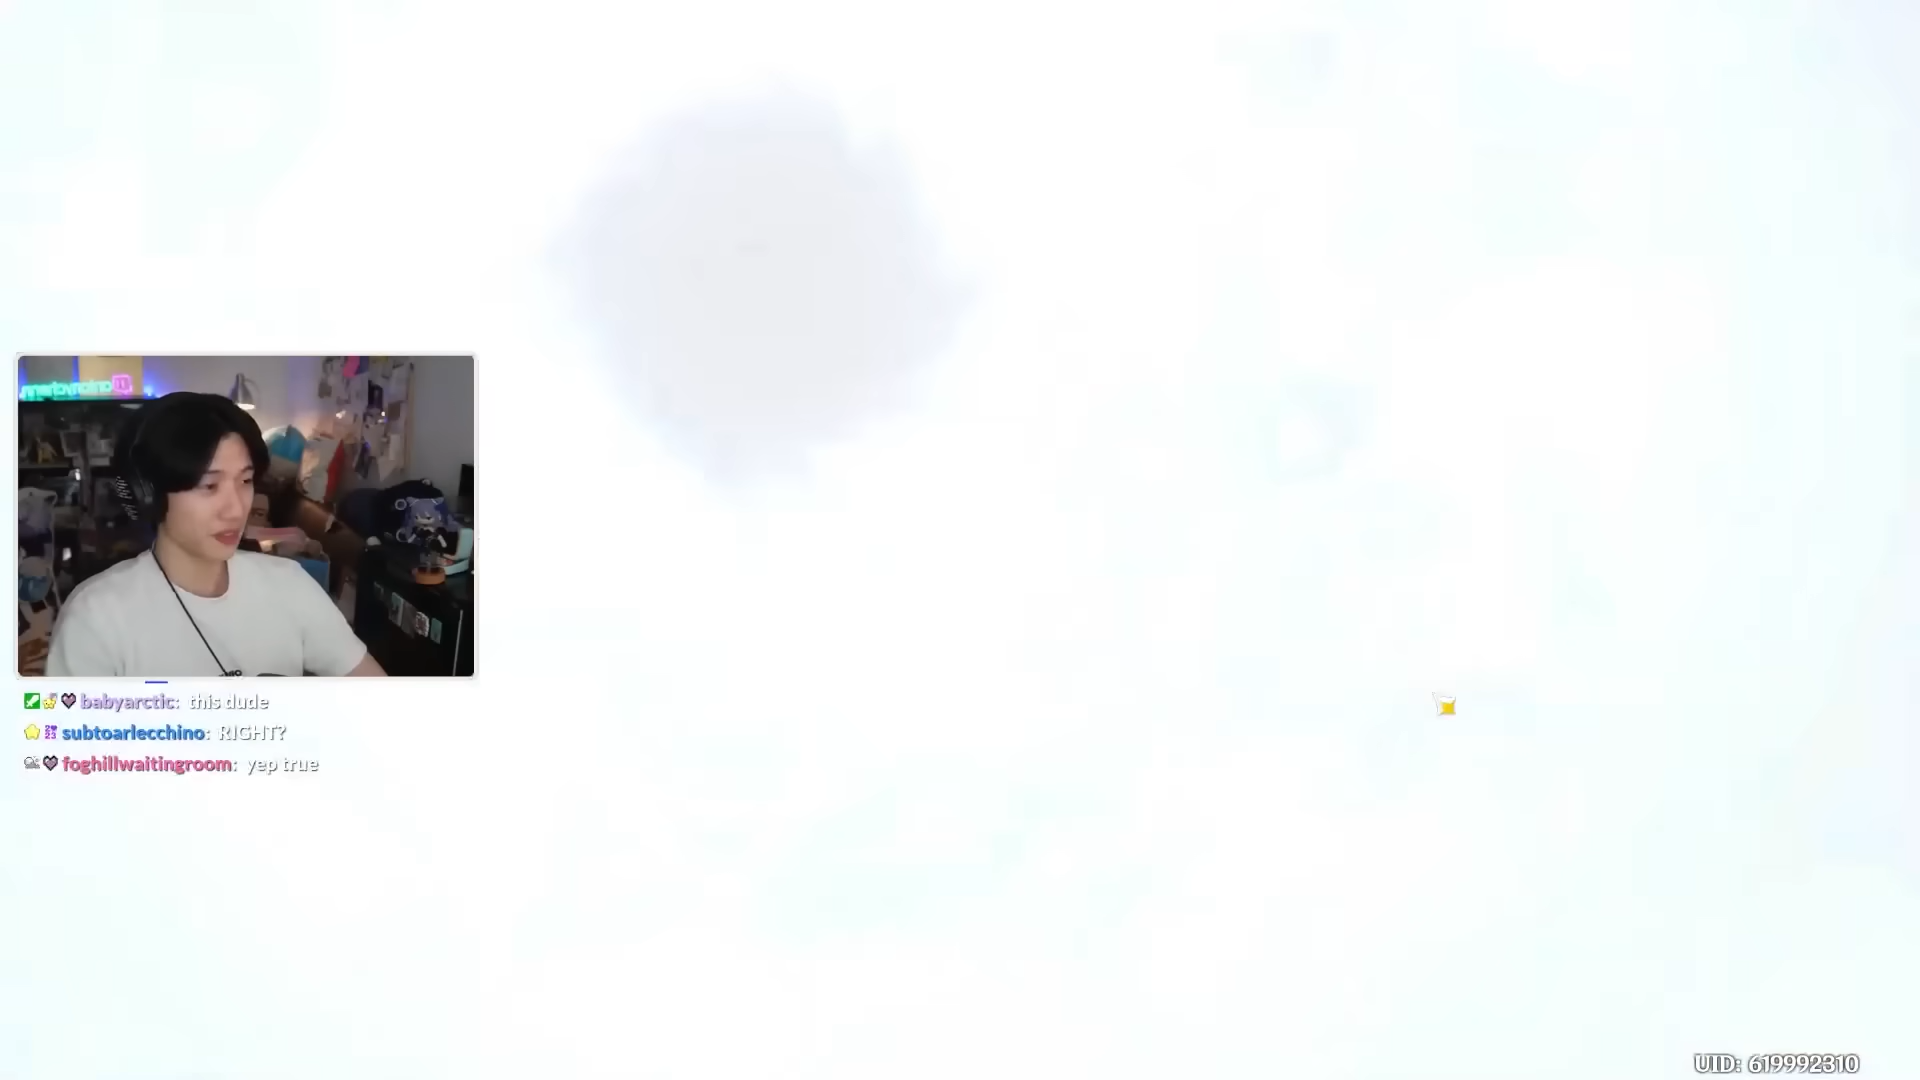 babyarctic: this dude
subtoarlecchino: RIGHT?
foghillwaitingroom: yep true
UID: 619992310